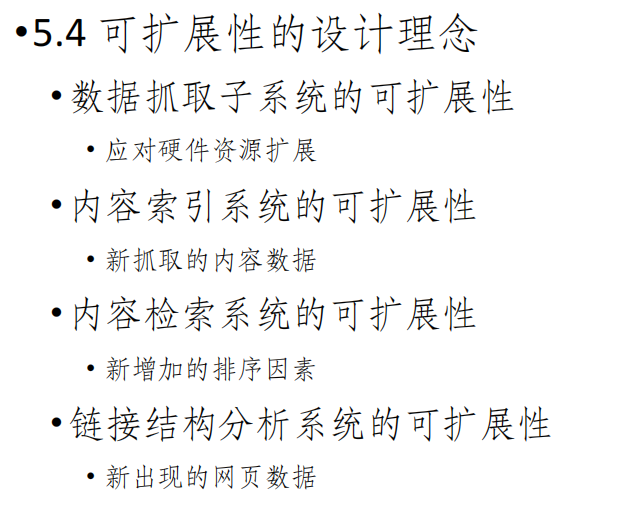 •5.4 可扩展性的设计理念
•数据抓取子系统的可扩展性
•应对硬件资源扩展
•内容索引系统的可扩展性
•新抓取的内容数据
•内容检索系统的可扩展性
•新增加的排序因素
•链接结构分析系统的可扩展性
•新出现的网页数据